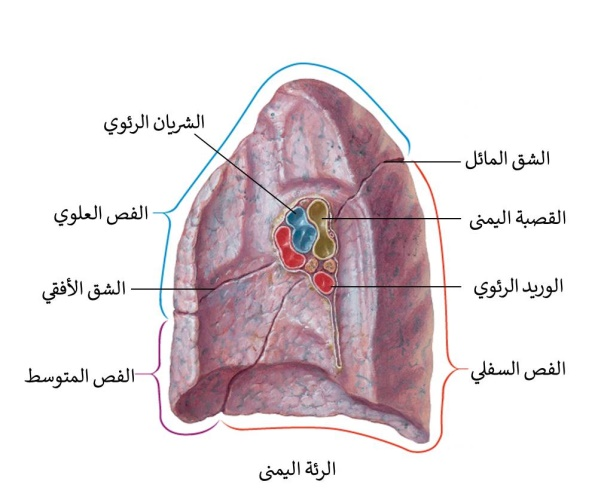 الشريان الرئوي
الشق المائل
الفص العلوي
القصبة اليمنى
الشق الأفقي
الوريد الرئوي
الفص المتوسط
الفص السفلي
الرئة اليمنى